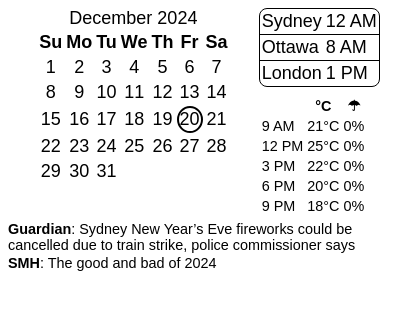 December 2024
Su Mo Tu We Th Fr Sa
1 2 3 4 5 6 7
8 9 10 11 12 13 14
15 16 17 18 19 20 21
22 23 24 25 26 27 28
29 30 31
Sydney 12 AM
Ottawa 8 AM
London 1 PM
°C ☂
9 AM 21°C 0%
12 PM 25°C 0%
3 PM 22°C 0%
6 PM 20°C 0%
9 PM 18°C 0%
Guardian: Sydney New Year’s Eve fireworks could be
cancelled due to train strike, police commissioner says
SMH: The good and bad of 2024